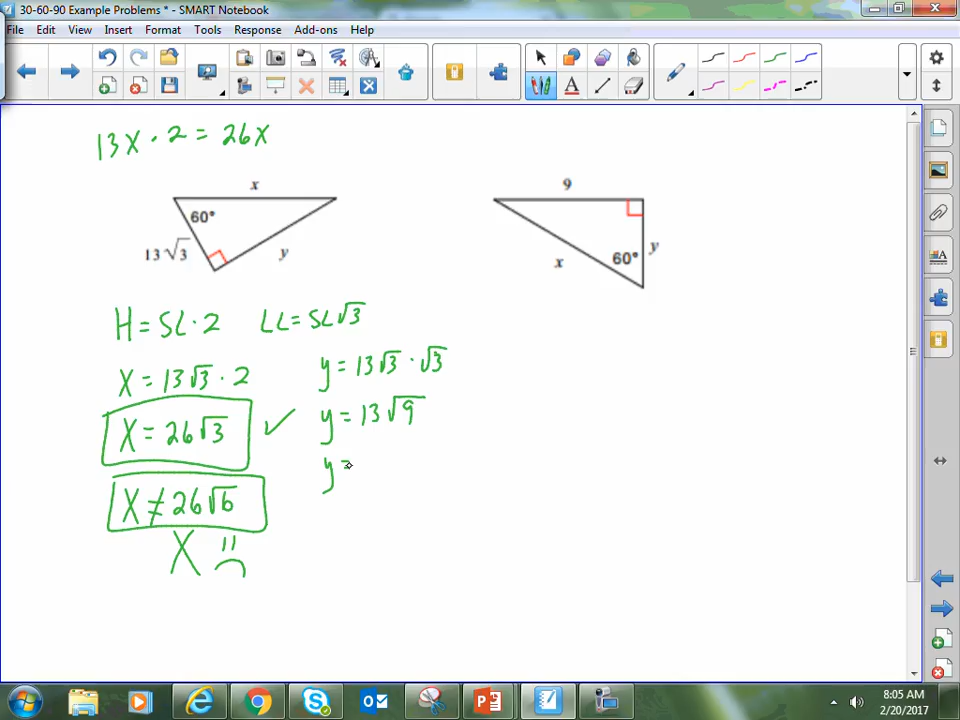 30-60-90 Example Problems * - SMART Notebook
File Edit View Insert Format Tools Response Add-ons Help
13x · 2 = 26x
x
60°
13√3
y
9
60°
y
x
H = SL · 2
LL = SL√3
x = 13√3 · 2
x = 26√3 ✓
x ≠ 26√6
X
y = 13√3 · √3
y = 13√9
y =
8:05 AM
2/20/2017